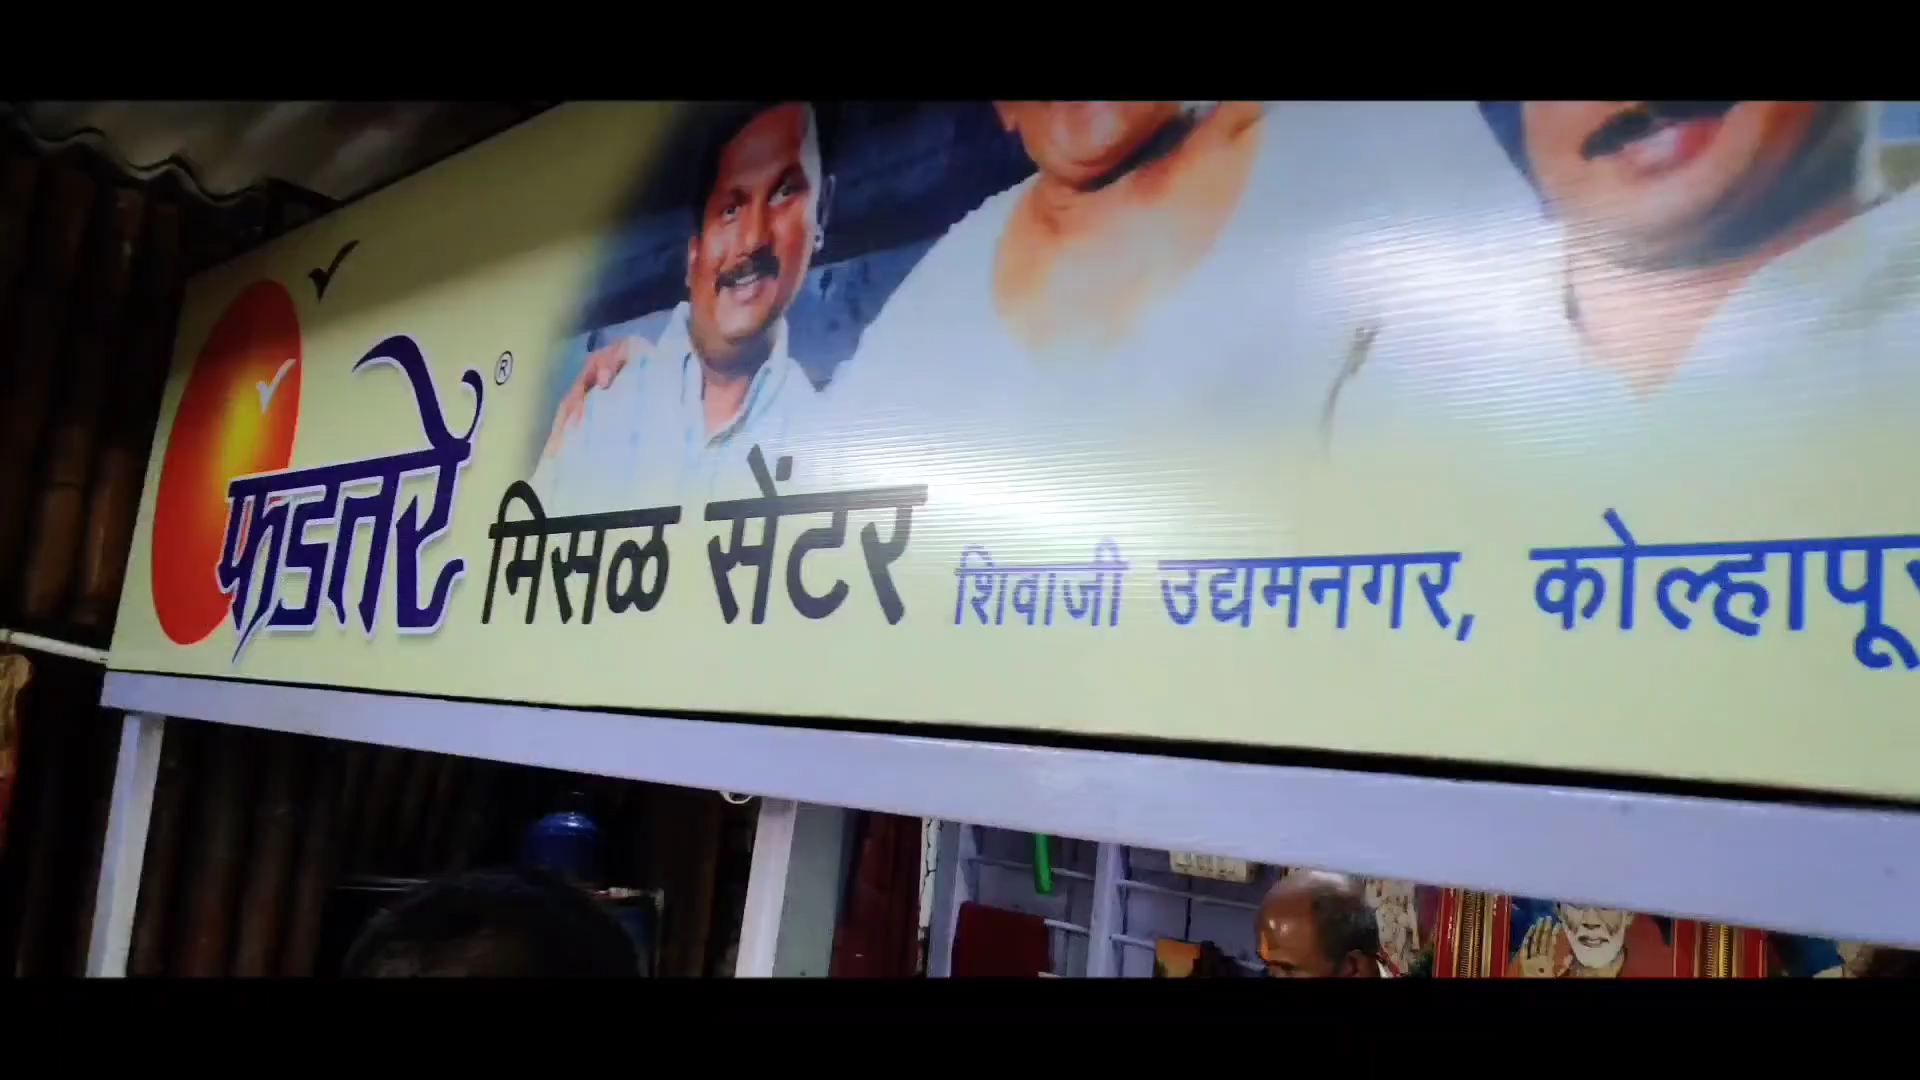 फडतरे ®
मिसळ सेंटर शिवाजी उद्यमनगर, कोल्हापूर